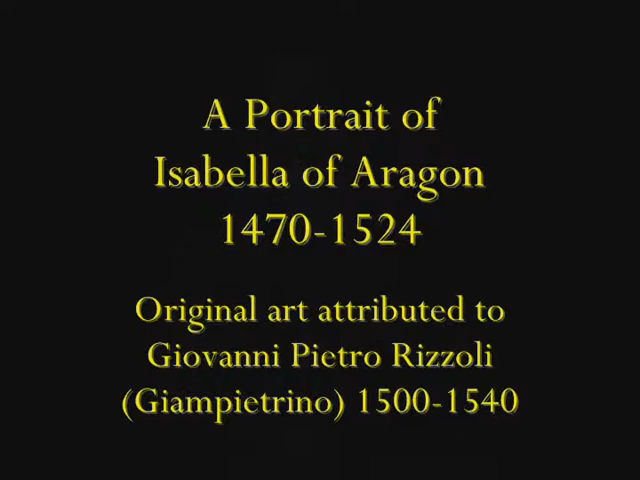 A Portrait of
Isabella of Aragon
1470-1524
Original art attributed to
Giovanni Pietro Rizzoli
(Giampietrino) 1500-1540